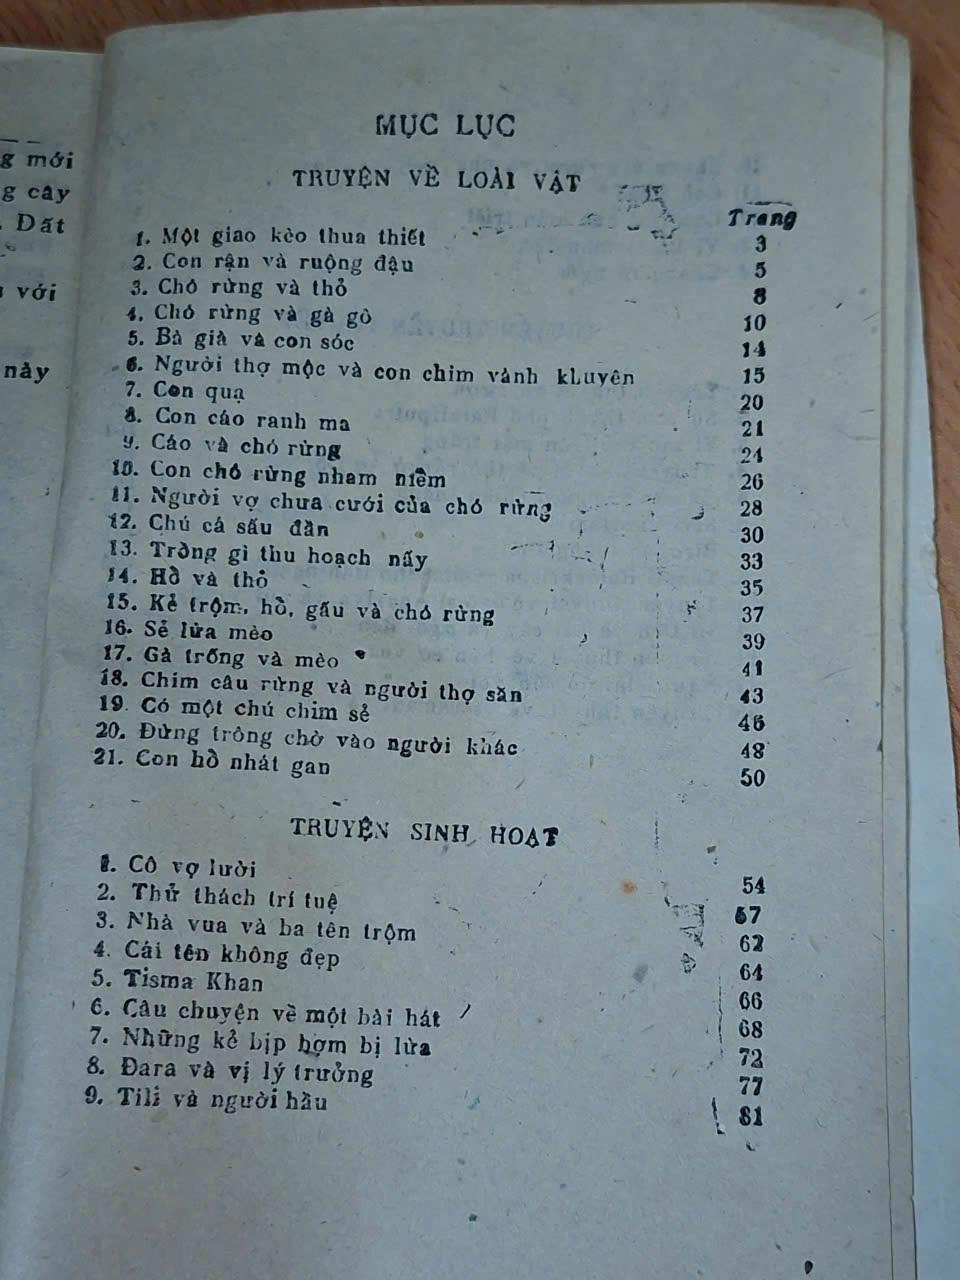 g mới
g cây
Đất
với
này
MỤC LỤC
TRUYỆN VỀ LOÀI VẬT
Trang
1. Một giao kèo thua thiết 3
2. Con rận và ruộng đậu 5
3. Chó rừng và thỏ 8
4. Chó rừng và gà gô 10
5. Bà già và con sóc 14
6. Người thợ mộc và con chim vành khuyên 15
7. Con quạ 20
8. Con cáo ranh ma 21
9. Cáo và chó rừng 24
10. Con chó rừng nham niềm 26
11. Người vợ chưa cưới của chó rừng 28
12. Chú cá sấu đần 30
13. Trồng gì thu hoạch nấy 33
14. Hồ và thỏ 35
15. Kẻ trộm, hồ, gấu và chó rừng 37
16. Sẻ lừa mèo 39
17. Gà trống và mèo 41
18. Chim câu rừng và người thợ săn 43
19. Có một chú chim sẻ 46
20. Đừng trông chờ vào người khác 48
21. Con hồ nhát gan 50
TRUYỆN SINH HOẠT
1. Cô vợ lười 54
2. Thử thách trí tuệ 57
3. Nhà vua và ba tên trộm 62
4. Cái tên không đẹp 64
5. Tisma Khan 66
6. Câu chuyện về một bài hát 68
7. Những kẻ bịp bợm bị lừa 72
8. Đara và vị lý trưởng 77
9. Tili và người hầu 81